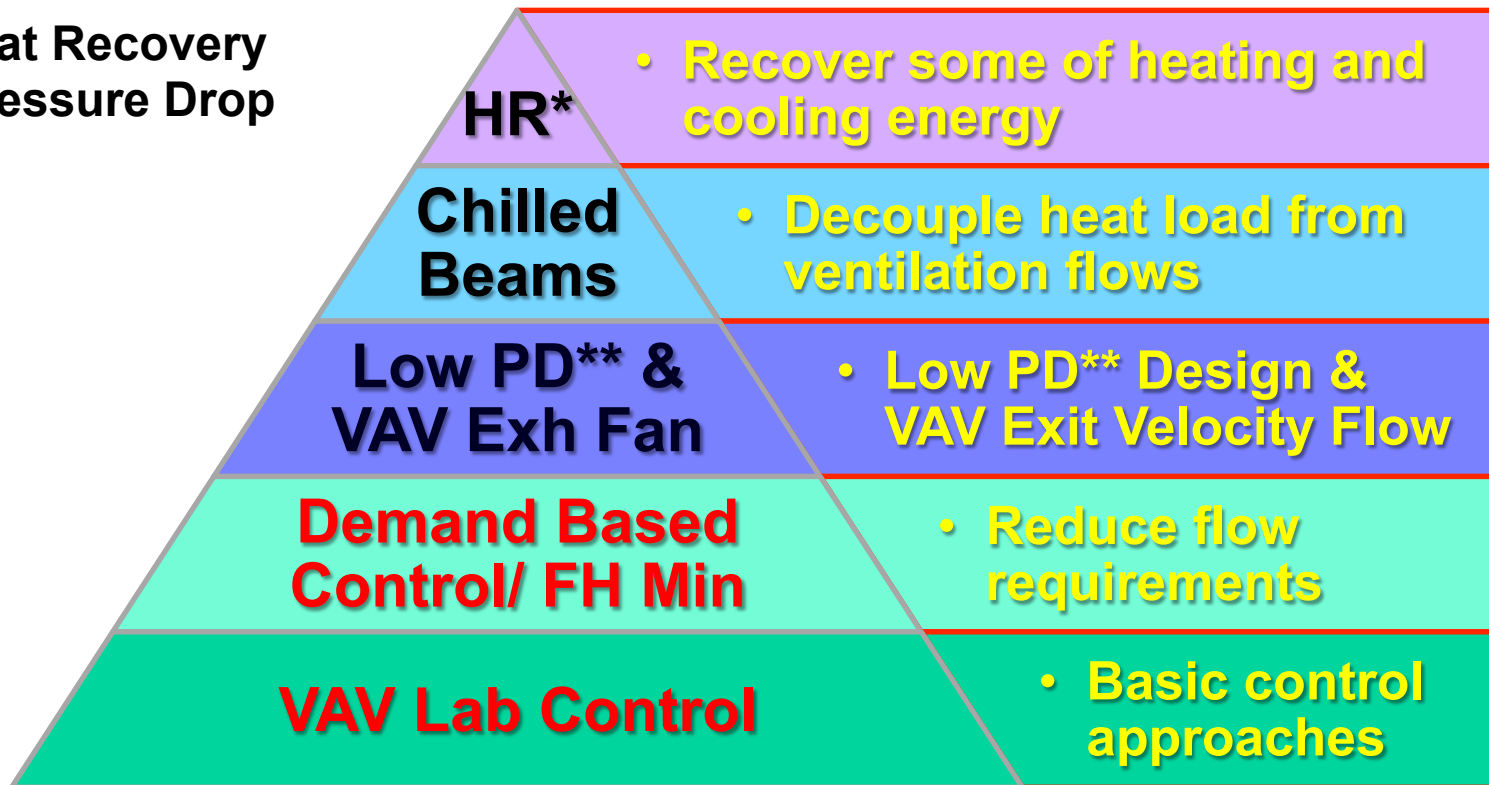 at Recovery
essure Drop
HR*
• Recover some of heating and
cooling energy
Chilled
Beams
• Decouple heat load from
ventilation flows
Low PD** &
VAV Exh Fan
• Low PD** Design &
VAV Exit Velocity Flow
Demand Based
Control/ FH Min
• Reduce flow
requirements
VAV Lab Control
• Basic control
approaches